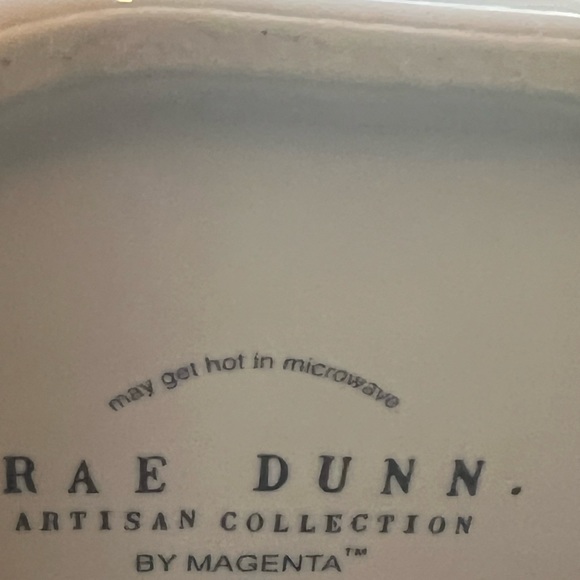 may get hot in microwave
RAE DUNN.
ARTISAN COLLECTION
BY MAGENTA™